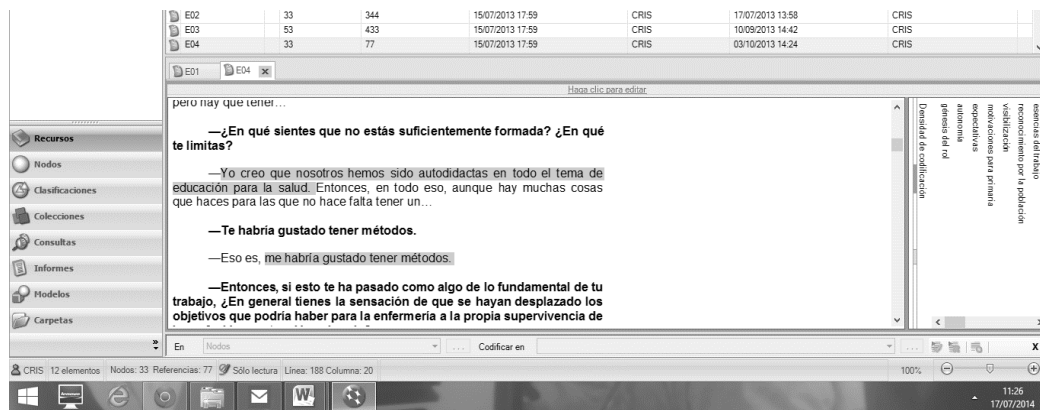 E02 33 344 15/07/2013 17:59 CRIS 17/07/2013 13:58 CRIS
E03 53 433 15/07/2013 17:59 CRIS 10/09/2013 14:42 CRIS
E04 33 77 15/07/2013 17:59 CRIS 03/10/2013 14:24 CRIS
E01 E04
Haga clic para editar
pero hay que tener…
—¿En qué sientes que no estás suficientemente formada? ¿En qué
te limitas?
—Yo creo que nosotros hemos sido autodidactas en todo el tema de
educación para la salud. Entonces, en todo eso, aunque hay muchas cosas
que haces para las que no hace falta tener un…
—Te habría gustado tener métodos.
—Eso es, me habría gustado tener métodos.
—Entonces, si esto te ha pasado como algo de lo fundamental de tu
trabajo, ¿En general tienes la sensación de que se hayan desplazado los
objetivos que podría haber para la enfermería a la propia supervivencia de
esencias del trabajo
reconocimiento por la población
visibilización
motivaciones para primaria
expectativas
autonomía
génesis del rol
Densidad de codificación
Recursos
Nodos
Clasificaciones
Colecciones
Consultas
Informes
Modelos
Carpetas
En Nodos ... Codificar en ... X
CRIS 12 elementos Nodos: 33 Referencias: 77 Sólo lectura Línea: 188 Columna: 20 100%
11:26
17/07/2014